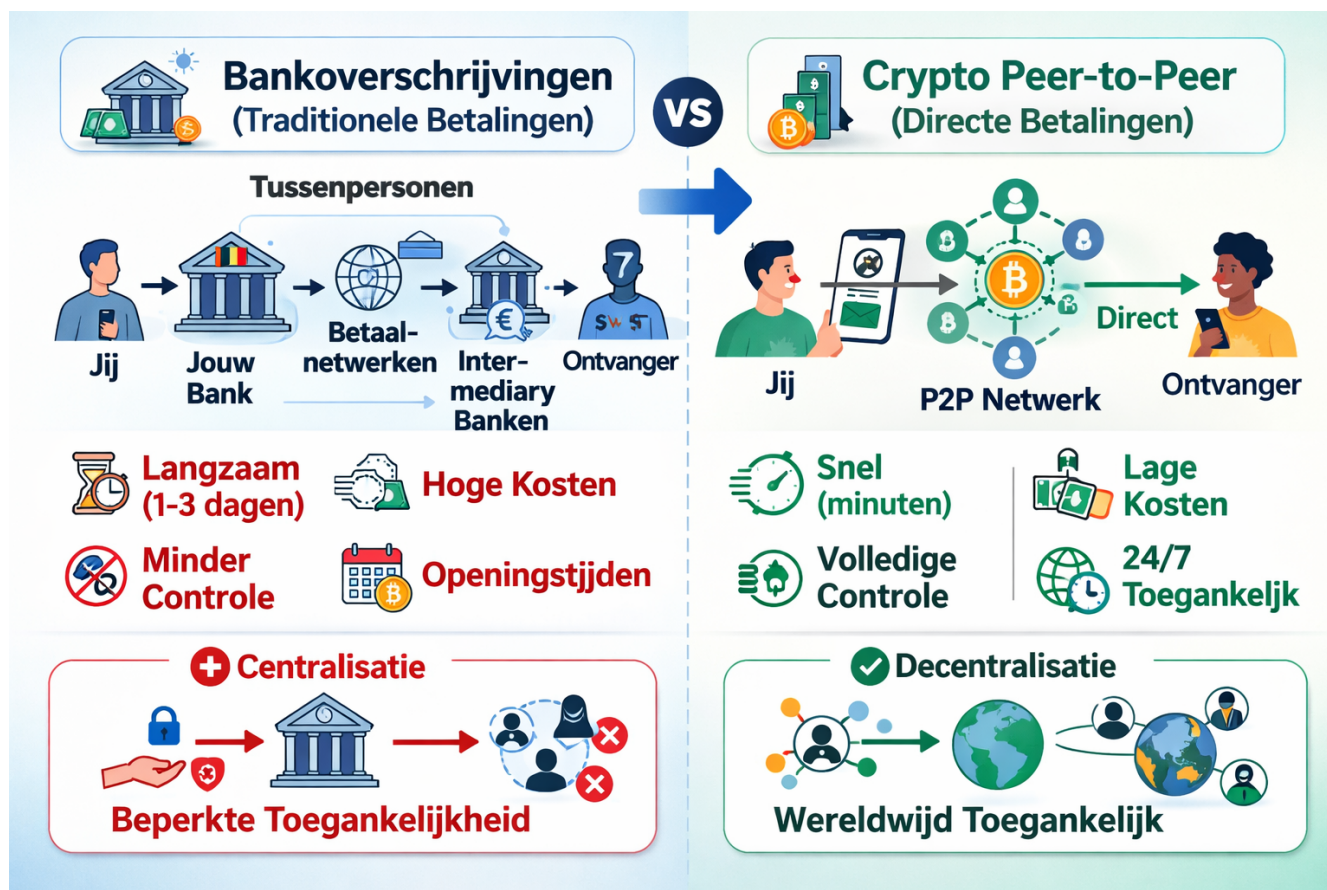 Bankoverschrijvingen
(Traditionele Betalingen)
VS
Crypto Peer-to-Peer
(Directe Betalingen)
Tussenpersonen
7
Jij
Jouw
Bank
Betaal-
netwerken
Inter-
mediary
Banken
Ontvanger
Jij
P2P Netwerk
Direct
Ontvanger
Langzaam
(1-3 dagen)
Hoge Kosten
Minder
Controle
Openingstjjden
Snel
(minuten)
Lage
Kosten
Volledige
Controle
24/7
Toegankeljk
Centralisatie
Beperkte Toegankelijkheid
Decentralisatie
Wereldwijd Toegankelijk